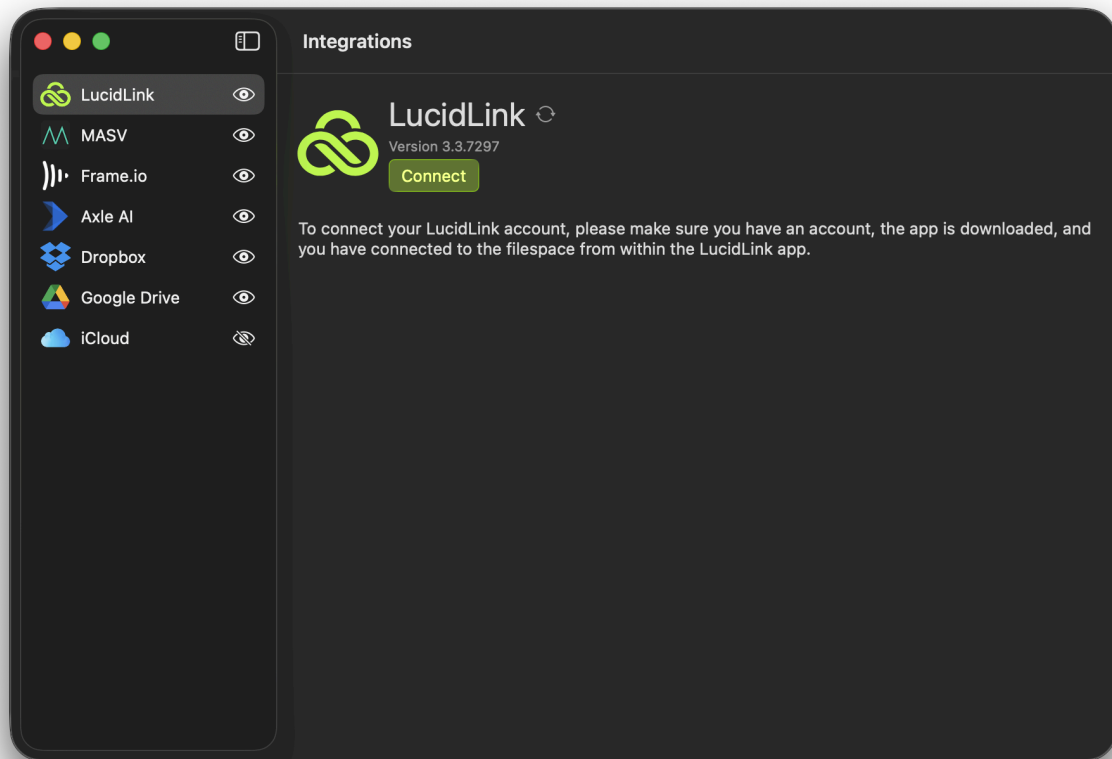 Integrations
LucidLink
MASV
Frame.io
Axle AI
Dropbox
Google Drive
iCloud
LucidLink
Version 3.3.7297
Connect
To connect your LucidLink account, please make sure you have an account, the app is downloaded, and
you have connected to the filespace from within the LucidLink app.